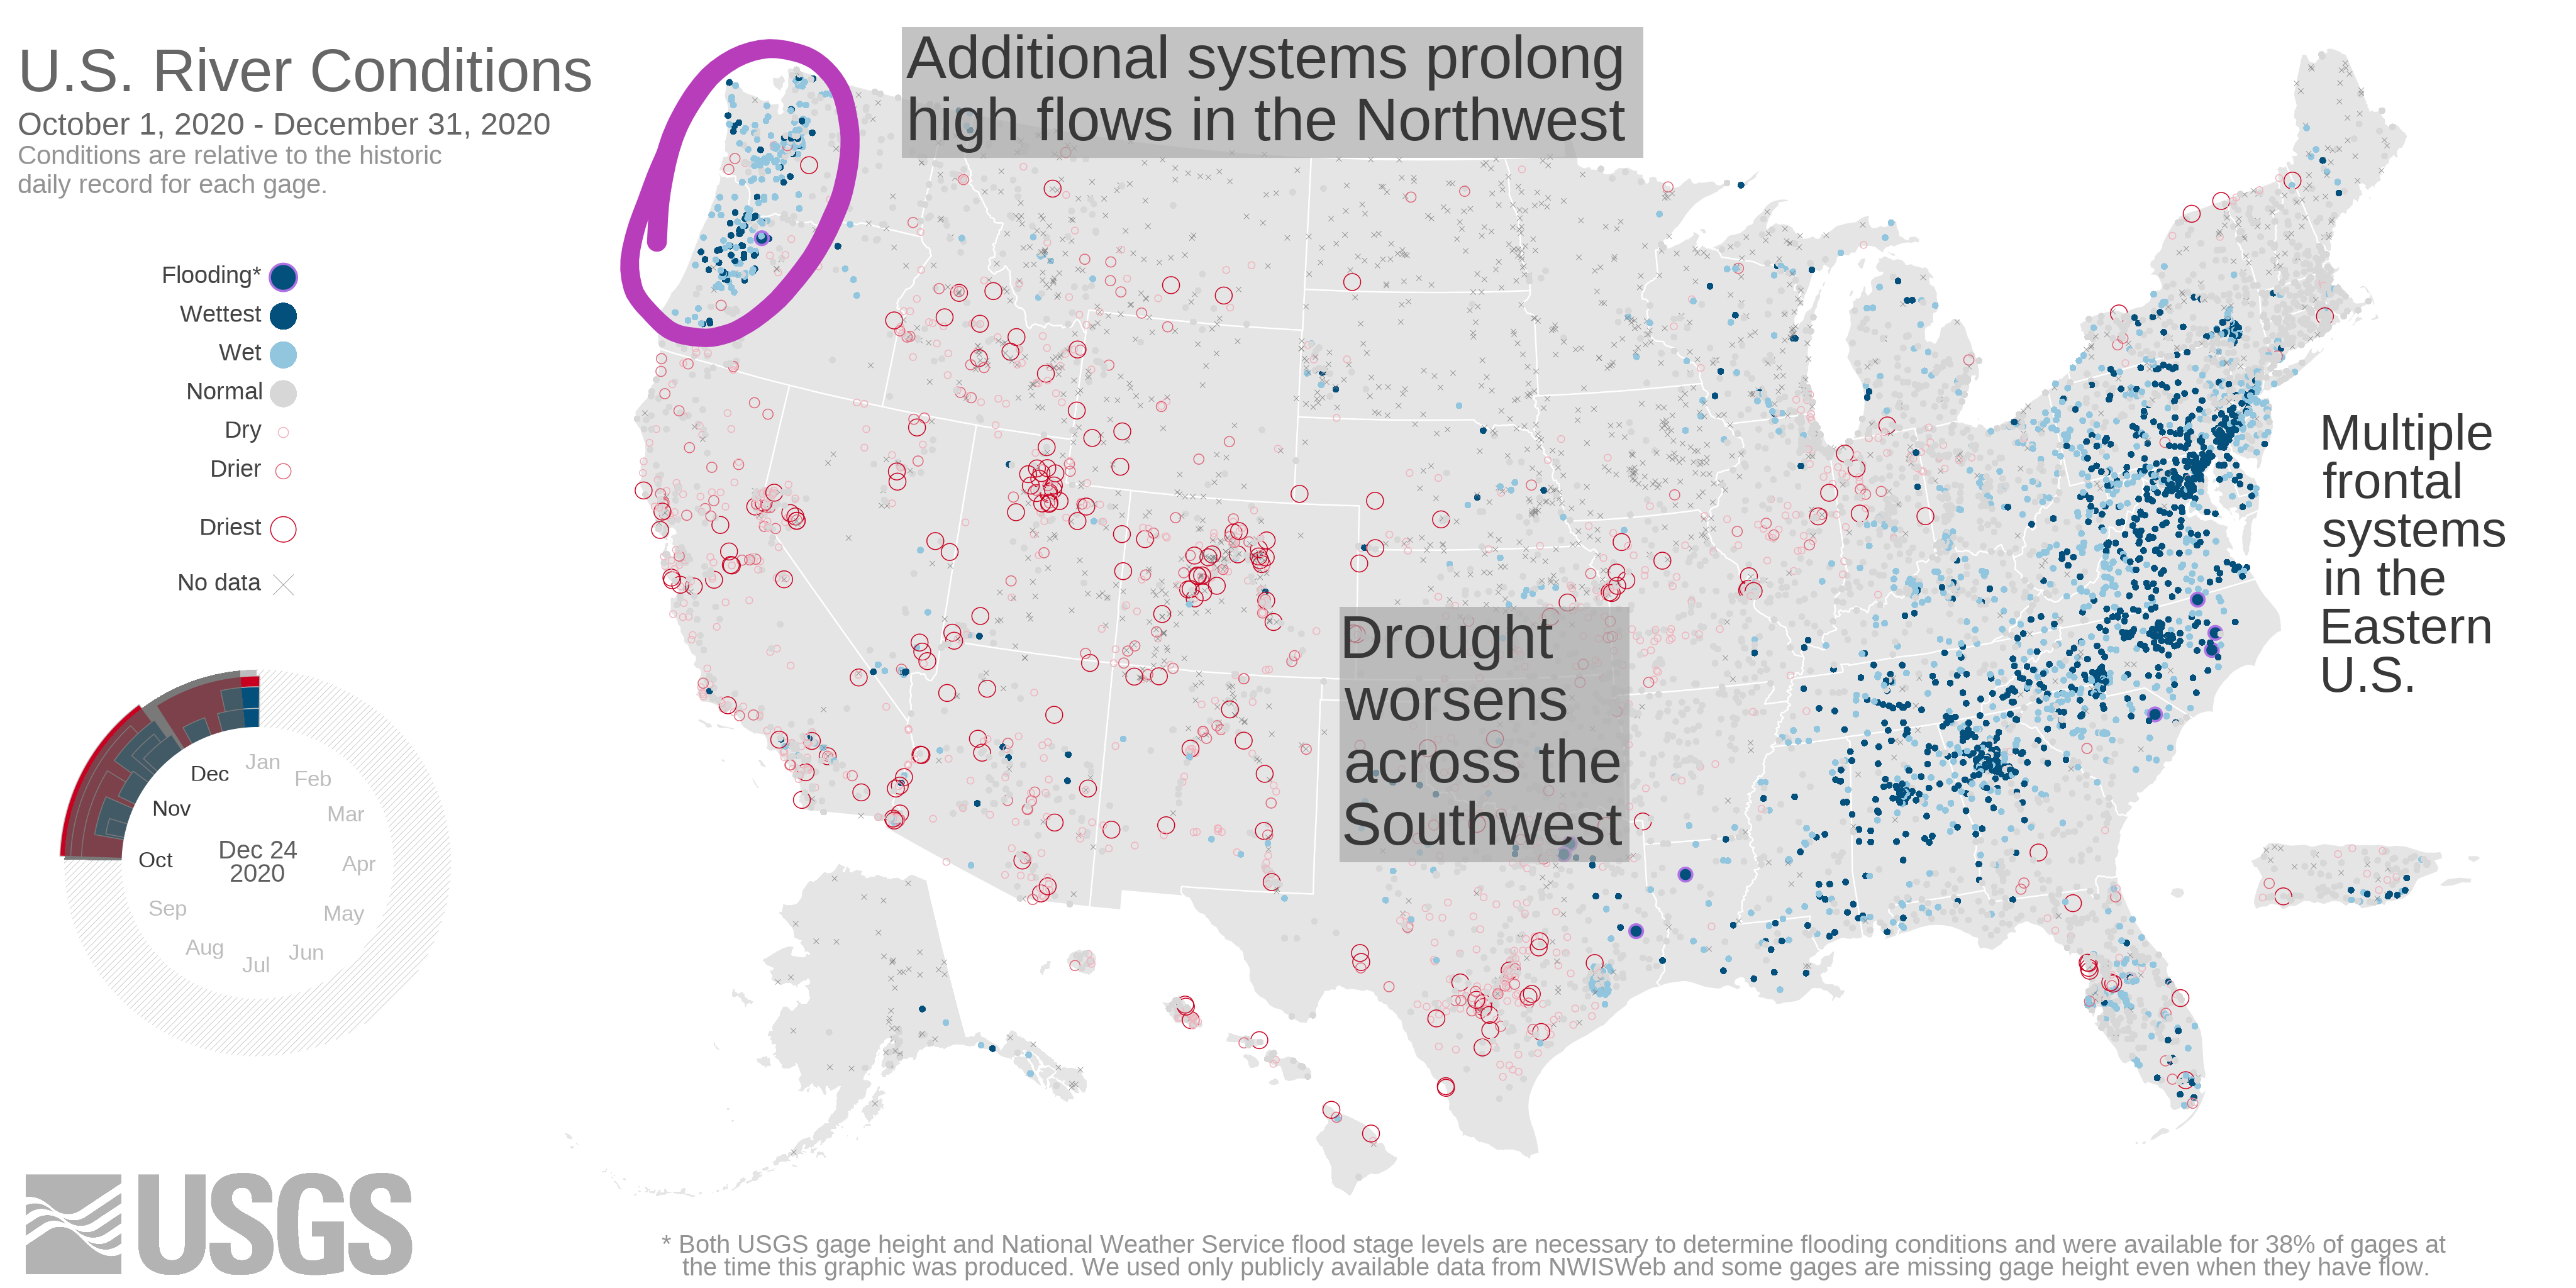 U.S. River Conditions
October 1, 2020 - December 31, 2020
Conditions are relative to the historic
daily record for each gage.
Additional systems prolong
high flows in the Northwest
Flooding*
Wettest
Wet
Normal
Dry
Drier
Driest
No data
Multiple
frontal
systems
in the
Eastern
U.S.
Drought
worsens
across the
Southwest
Jan
Feb
Mar
Apr
May
Jun
Jul
Aug
Sep
Oct
Nov
Dec
Dec 24
2020
USGS
* Both USGS gage height and National Weather Service flood stage levels are necessary to determine flooding conditions and were available for 38% of gages at
the time this graphic was produced. We used only publicly available data from NWISWeb and some gages are missing gage height even when they have flow.